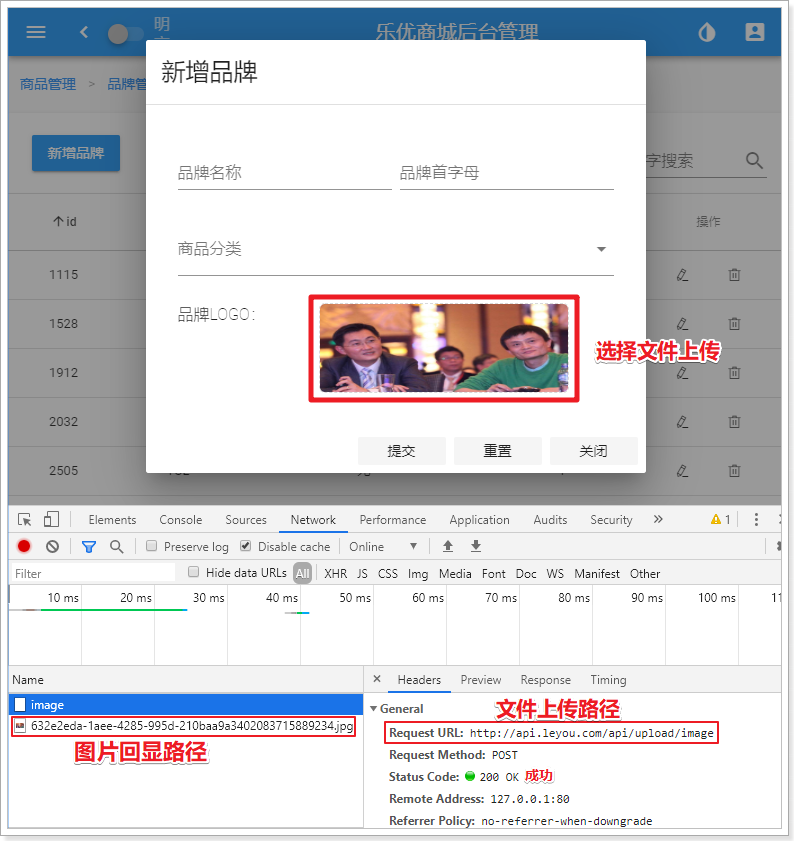 明
乐优商城后台管理
商品管理 > 品牌管
新增品牌
新增品牌
字搜索
品牌名称 品牌首字母
id
操作
商品分类
1115
品牌LOGO：
1528
选择文件上传
1912
2032
提交 重置 关闭
2505
Elements Console Sources Network Performance Application Audits Security » 1
Preserve log Disable cache Online
Filter Hide data URLs All XHR JS CSS Img Media Font Doc WS Manifest Other
10 ms 20 ms 30 ms 40 ms 50 ms 60 ms 70 ms 80 ms 90 ms 100 ms 11
Name × Headers Preview Response Timing
image
General
文件上传路径
632e2eda-1aee-4285-995d-210baa9a3402083715889234.jpg
Request URL: http://api.leyou.com/api/upload/image
图片回显路径
Request Method: POST
Status Code: 200 OK 成功
Remote Address: 127.0.0.1:80
Referrer Policy: no-referrer-when-downgrade